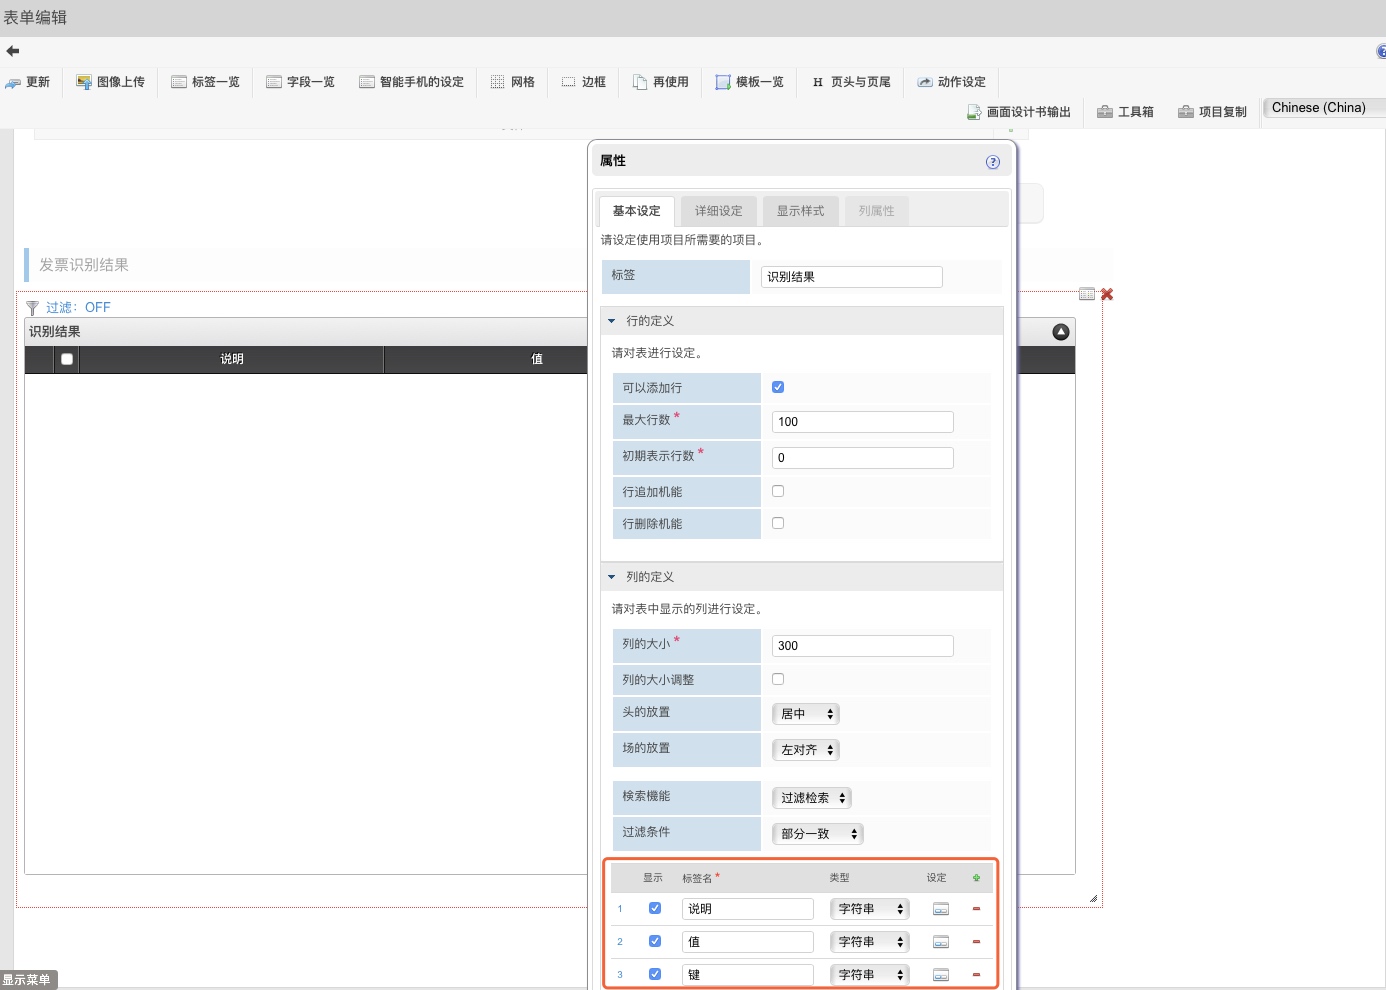 表单编辑
更新 图像上传 标签一览 字段一览 智能手机的设定 网格 边框 再使用 模板一览 H 页头与页尾 动作设定
画面设计书输出 工具箱 项目复制 Chinese (China)
属性 ?
基本设定 详细设定 显示样式 列属性
请设定使用项目所需要的项目。
标签 识别结果
行的定义
请对表进行设定。
可以添加行
最大行数* 100
初期表示行数* 0
行追加机能
行删除机能
列的定义
请对表中显示的列进行设定。
列的大小* 300
列的大小调整
头的放置 居中
场的放置 左对齐
検索機能 过滤检索
过滤条件 部分一致
显示 标签名* 类型 设定
1 说明 字符串
2 值 字符串
3 键 字符串
发票识别结果
过滤：OFF
识别结果
说明 值
显示菜单